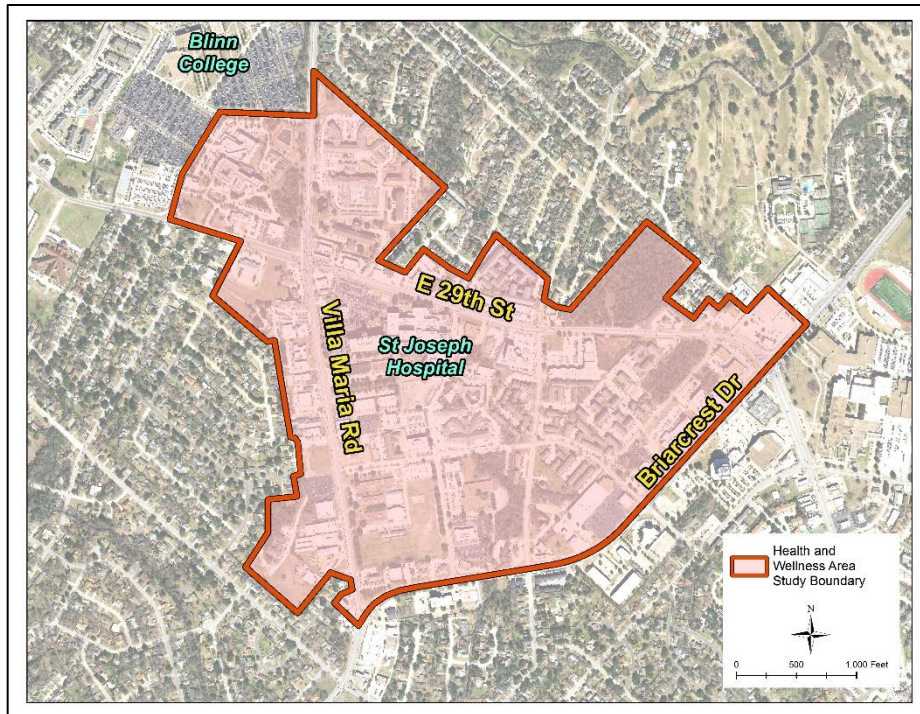 Blinn
College
E 29th St
Villa Maria Rd
St Joseph
Hospital
Briarcrest Dr
Health and
Wellness Area
Study Boundary
N
0 500 1,000 Feet